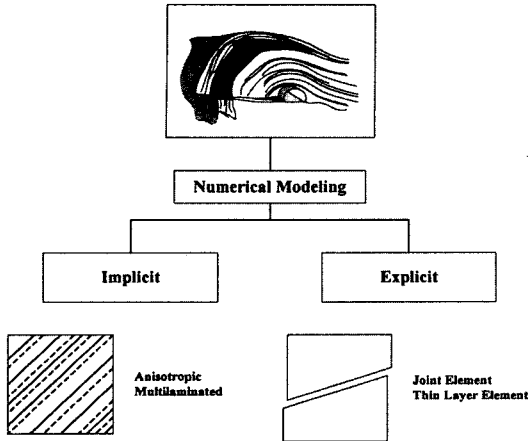 Numerical Modeling
Implicit
Explicit
Anisotropic
Multilaminated
Joint Element
Thin Layer Element